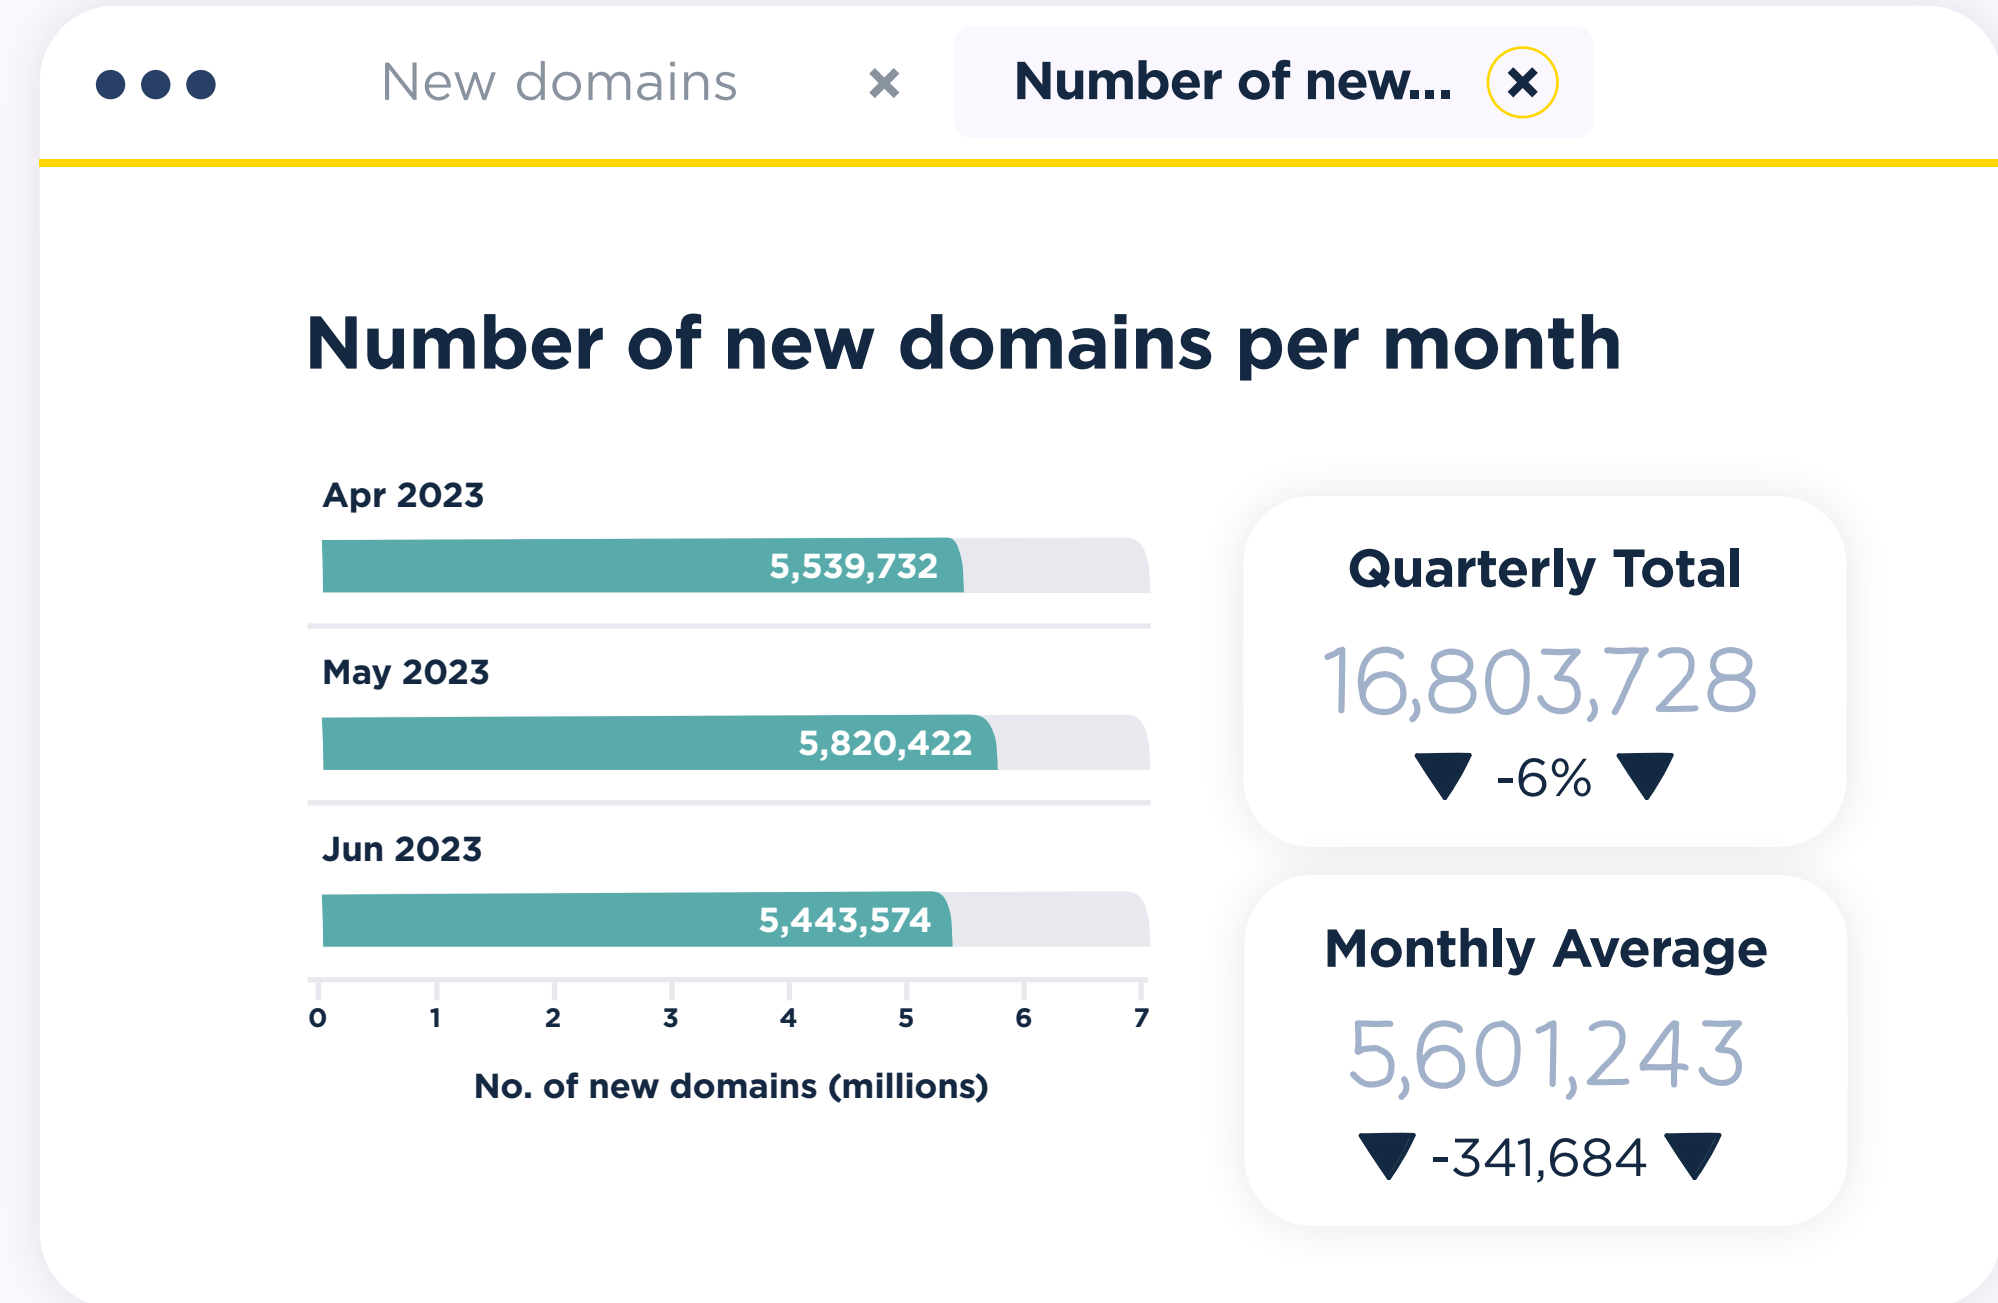 New domains
Number of new...
Number of new domains per month
Apr 2023
5,539,732
May 2023
5,820,422
Jun 2023
5,443,574
0 1 2 3 4 5 6 7
No. of new domains (millions)
Quarterly Total
16,803,728
-6%
Monthly Average
5,601,243
-341,684